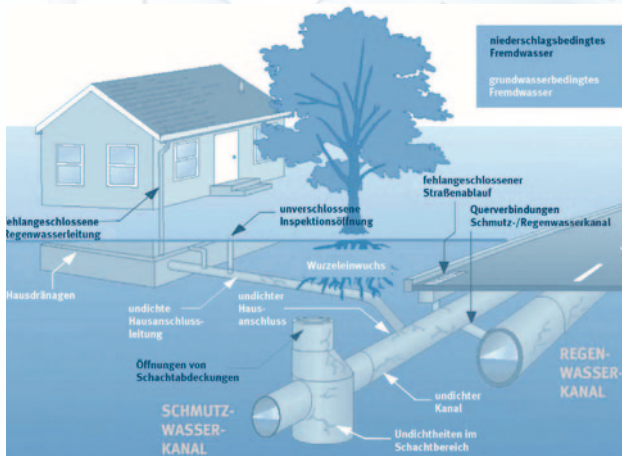 niederschlagsbedingtes
Fremdwasser
grundwasserbedingtes
Fremdwasser
fehlangeschlossener
Straßenablauf
fehlangeschlossene
Regenwasserleitung
unverschlossene
Inspektionsöffnung
Querverbindungen
Schmutz-/Regenwasserkanal
Wurzeleinwuchs
Hausdränagen
undichte
Hausanschluss-
leitung
undichter
Haus-
anschluss
Öffnungen von
Schachtabdeckungen
REGEN-
WASSER-
KANAL
undichter
Kanal
SCHMUTZ-
WASSER-
KANAL
Undichtheiten im
Schachtbereich